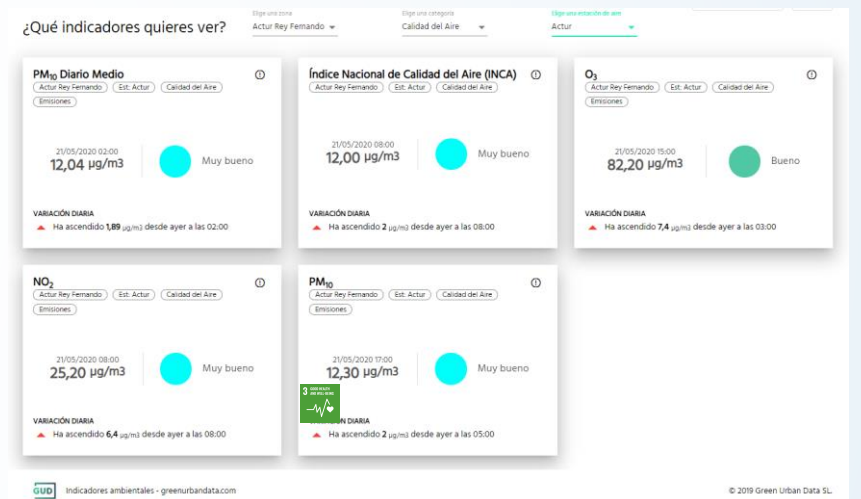 Elige una zona
Elige una categoría
Elige una estación de aire
¿Qué indicadores quieres ver?
Actur Rey Fernando
Calidad del Aire
Actur
PM10 Diario Medio
Actur Rey Fernando
Est: Actur
Calidad del Aire
Emisiones
21/05/2020 02:00
12,04 µg/m3
Muy bueno
VARIACIÓN DIARIA
Ha ascendido 1,89 µg/m3 desde ayer a las 02:00
Índice Nacional de Calidad del Aire (INCA)
Actur Rey Fernando
Est: Actur
Calidad del Aire
21/05/2020 08:00
12,00 µg/m3
Muy bueno
VARIACIÓN DIARIA
Ha ascendido 2 µg/m3 desde ayer a las 08:00
O3
Actur Rey Fernando
Est: Actur
Calidad del Aire
Emisiones
21/05/2020 15:00
82,20 µg/m3
Bueno
VARIACIÓN DIARIA
Ha ascendido 7,4 µg/m3 desde ayer a las 03:00
NO2
Actur Rey Fernando
Est: Actur
Calidad del Aire
Emisiones
21/05/2020 08:00
25,20 µg/m3
Muy bueno
VARIACIÓN DIARIA
Ha ascendido 6,4 µg/m3 desde ayer a las 08:00
PM10
Actur Rey Fernando
Est: Actur
Calidad del Aire
Emisiones
21/05/2020 17:00
12,30 µg/m3
Muy bueno
3 GOOD HEALTH
AND WELL-BEING
N DIARIA
Ha ascendido 2 µg/m3 desde ayer a las 05:00
GUD
Indicadores ambientales - greenurbandata.com
© 2019 Green Urban Data SL.